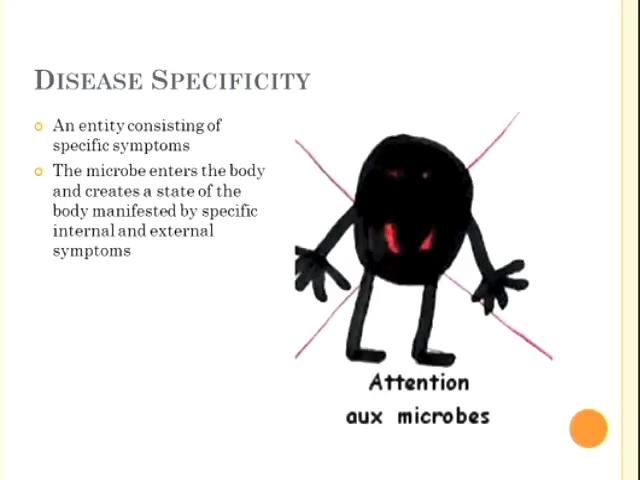 DISEASE SPECIFICITY
An entity consisting of
specific symptoms
The microbe enters the body
and creates a state of the
body manifested by specific
internal and external
symptoms
Attention
aux microbes